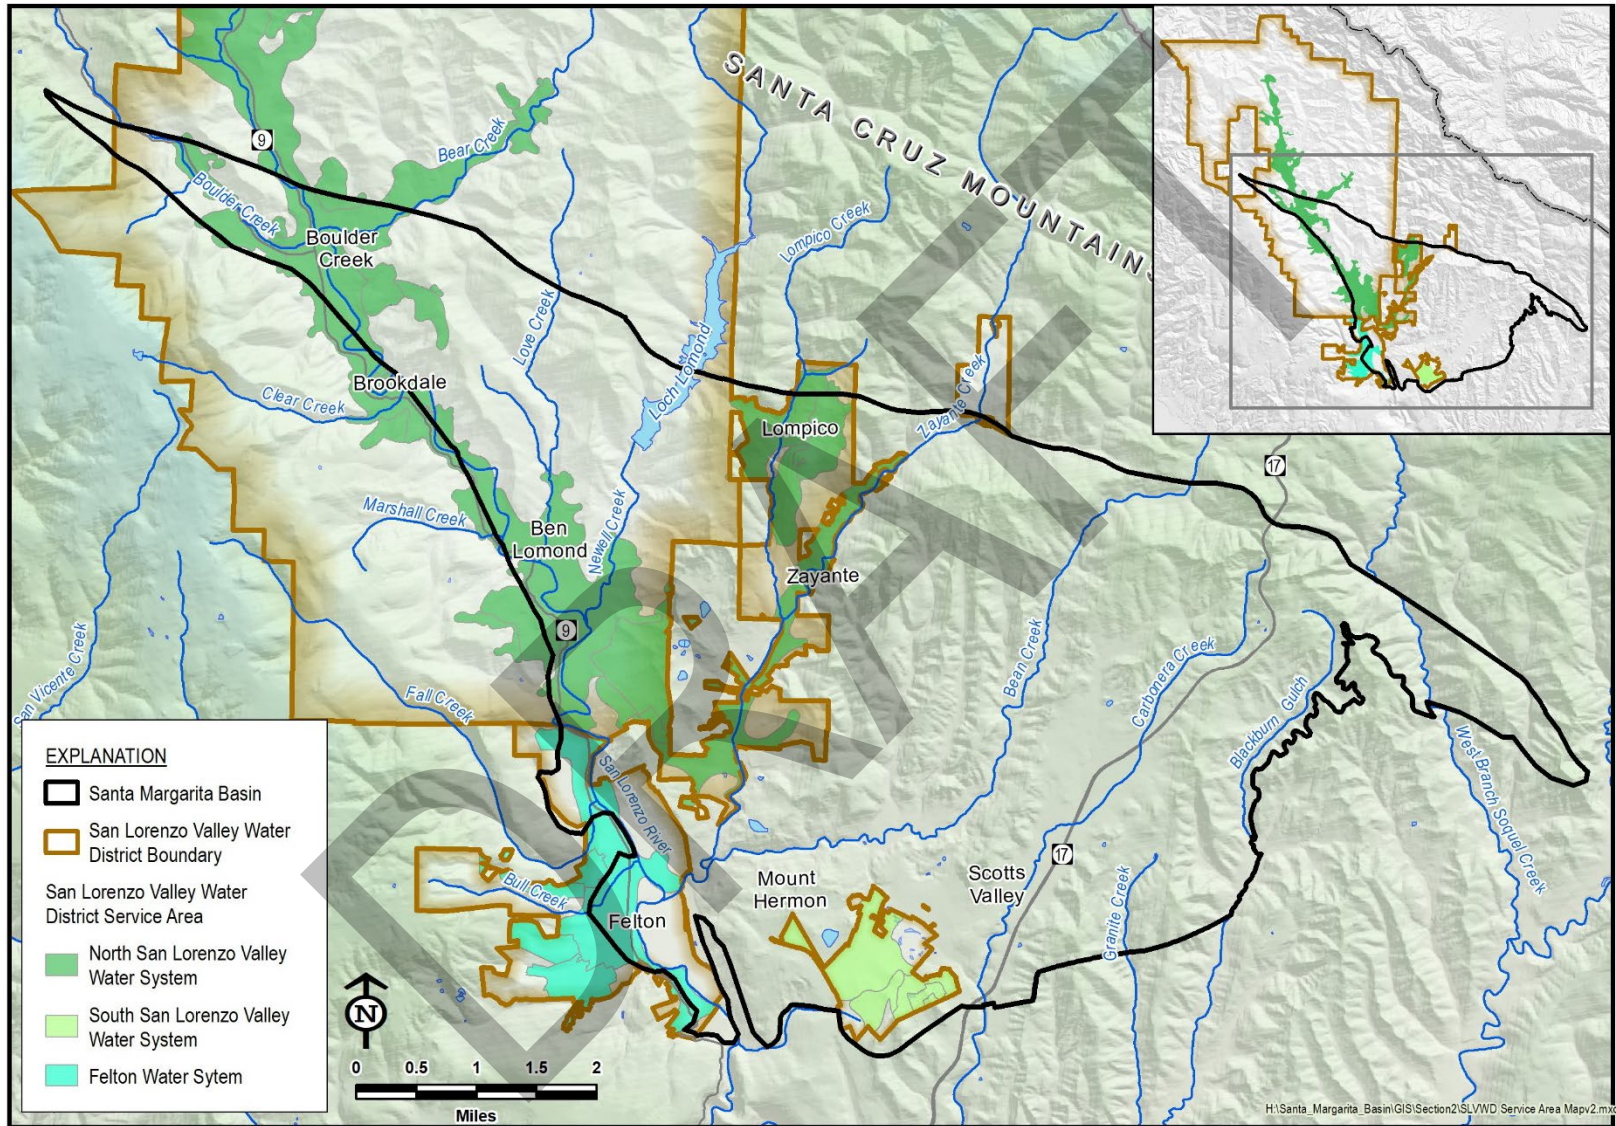 SANTA CRUZ MOUNTAINS
9
Bear Creek
Boulder Creek
Boulder
Creek
Lompico Creek
Love Creek
Loch Lomond
Brookdale
Clear Creek
Zayante Creek
Lompico
17
Marshall Creek
Ben
Lomond
Newell Creek
Zayante
9
San Vicente Creek
Fall Creek
Bean Creek
Carbonera Creek
Blackburn Gulch
West Branch Soquel Creek
San Lorenzo River
17
Scotts
Valley
Mount
Hermon
Bull Creek
Felton
Granite Creek
DRAFT
EXPLANATION
Santa Margarita Basin
San Lorenzo Valley Water
District Boundary
San Lorenzo Valley Water
District Service Area
North San Lorenzo Valley
Water System
South San Lorenzo Valley
Water System
Felton Water Sytem
N
0 0.5 1 1.5 2
Miles
H:\Santa_Margarita_Basin\GIS\Section2\SLVWD Service Area Mapv2.mxd